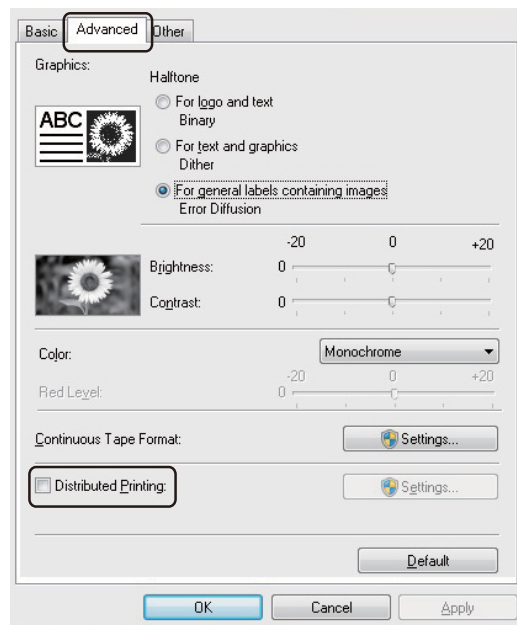 Basic Advanced Other
Graphics:
Halftone
For logo and text
Binary
ABC
For text and graphics
Dither
For general labels containing images
Error Diffusion
-20 0 +20
Brightness: 0
Contrast: 0
Color: Monochrome
-20 0 +20
Red Level: 0
Continuous Tape Format: Settings...
Distributed Printing: Settings...
Default
OK Cancel Apply